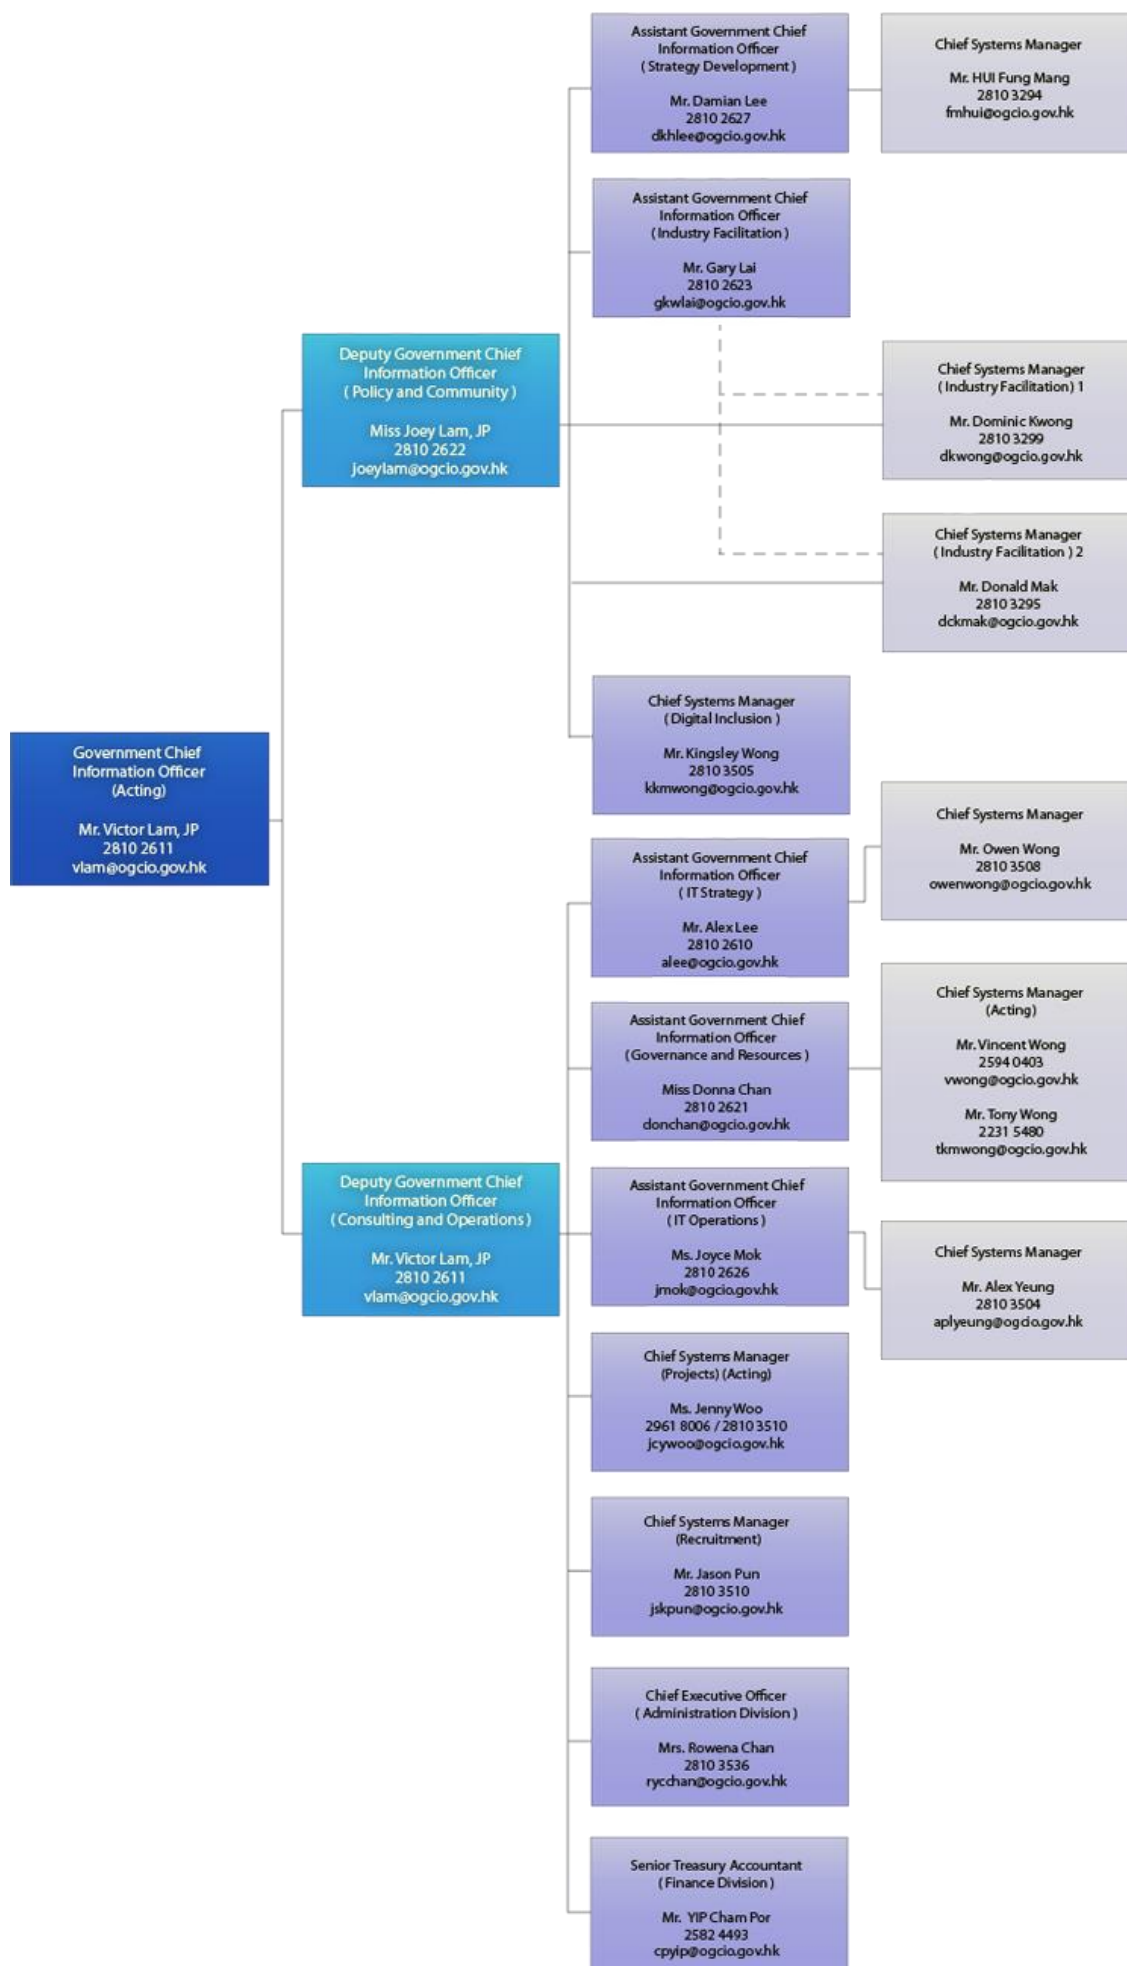 Assistant Government Chief
Information Officer
( Strategy Development )
Mr. Damian Lee
2810 2627
dkhlee@ogcio.gov.hk
Chief Systems Manager
Mr. HUI Fung Mang
2810 3294
fmhui@ogcio.gov.hk
Assistant Government Chief
Information Officer
( Industry Facilitation )
Mr. Gary Lai
2810 2623
gkwlai@ogcio.gov.hk
Deputy Government Chief
Information Officer
( Policy and Community )
Miss Joey Lam, JP
2810 2622
joeylam@ogcio.gov.hk
Chief Systems Manager
( Industry Facilitation) 1
Mr. Dominic Kwong
2810 3299
dkwong@ogcio.gov.hk
Chief Systems Manager
( Industry Facilitation ) 2
Mr. Donald Mak
2810 3295
dckmak@ogcio.gov.hk
Chief Systems Manager
( Digital Inclusion )
Mr. Kingsley Wong
2810 3505
kkmwong@ogcio.gov.hk
Government Chief
Information Officer
(Acting)
Mr. Victor Lam, JP
2810 2611
vlam@ogcio.gov.hk
Assistant Government Chief
Information Officer
( IT Strategy )
Mr. Alex Lee
2810 2610
alee@ogcio.gov.hk
Chief Systems Manager
Mr. Owen Wong
2810 3508
owenwong@ogcio.gov.hk
Assistant Government Chief
Information Officer
( Governance and Resources )
Miss Donna Chan
2810 2621
donchan@ogcio.gov.hk
Chief Systems Manager
(Acting)
Mr. Vincent Wong
2594 0403
vwong@ogcio.gov.hk
Mr. Tony Wong
2231 5480
tkmwong@ogcio.gov.hk
Deputy Government Chief
Information Officer
( Consulting and Operations )
Mr. Victor Lam, JP
2810 2611
vlam@ogcio.gov.hk
Assistant Government Chief
Information Officer
( IT Operations )
Ms. Joyce Mok
2810 2626
jmok@ogcio.gov.hk
Chief Systems Manager
Mr. Alex Yeung
2810 3504
aplyeung@ogcio.gov.hk
Chief Systems Manager
(Projects) (Acting)
Ms. Jenny Woo
2961 8006 / 2810 3510
jcywoo@ogcio.gov.hk
Chief Systems Manager
(Recruitment)
Mr. Jason Pun
2810 3510
jskpun@ogcio.gov.hk
Chief Executive Officer
( Administration Division )
Mrs. Rowena Chan
2810 3536
rycchan@ogcio.gov.hk
Senior Treasury Accountant
( Finance Division )
Mr. YIP Cham Por
2582 4493
cpyip@ogcio.gov.hk